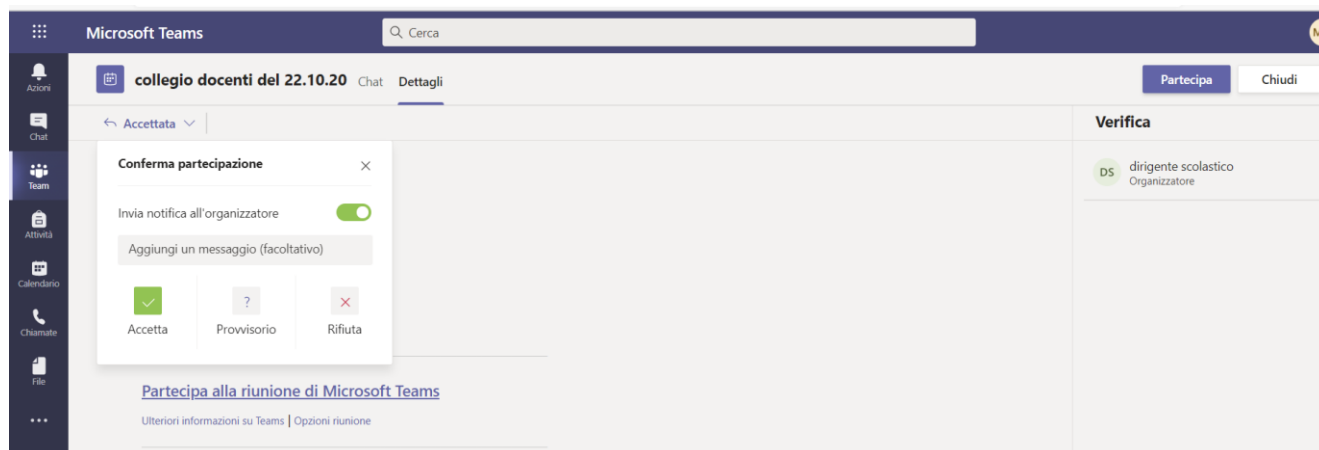 Microsoft Teams
Cerca
M
Azioni
Chat
Team
Attività
Calendario
Chiamate
File
collegio docenti del 22.10.20 Chat Dettagli
Partecipa Chiudi
Accettata
Conferma partecipazione
Invia notifica all'organizzatore
Aggiungi un messaggio (facoltativo)
?
Accetta Provvisorio Rifiuta
Partecipa alla riunione di Microsoft Teams
Ulteriori informazioni su Teams | Opzioni riunione
Verifica
DS dirigente scolastico
Organizzatore